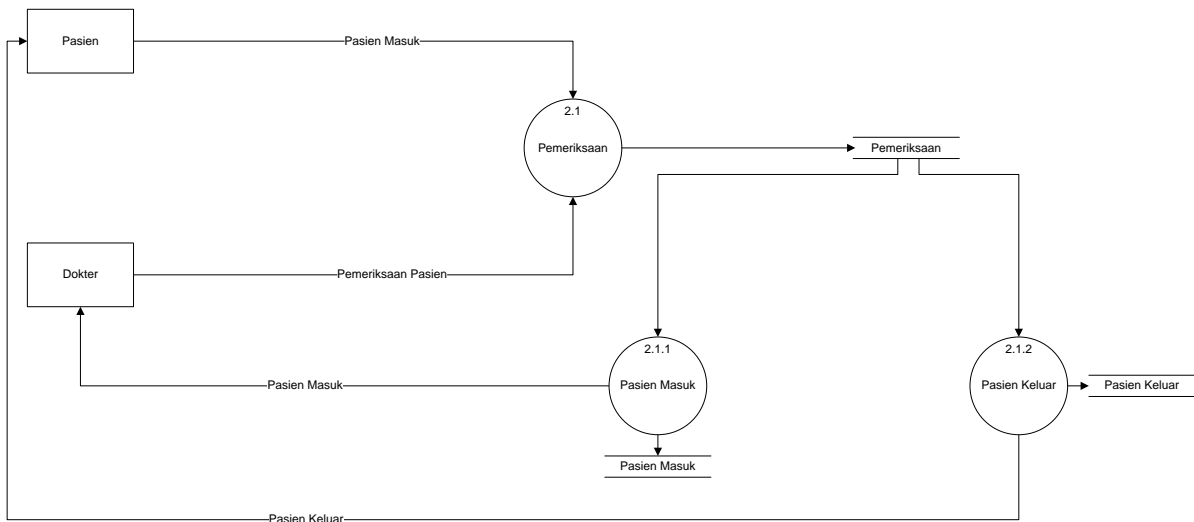 Pasien
Pasien Masuk
2.1
Pemeriksaan
Pemeriksaan
Dokter
Pemeriksaan Pasien
2.1.1
Pasien Masuk
2.1.2
Pasien Keluar
Pasien Keluar
Pasien Masuk
Pasien Masuk
Pasien Keluar